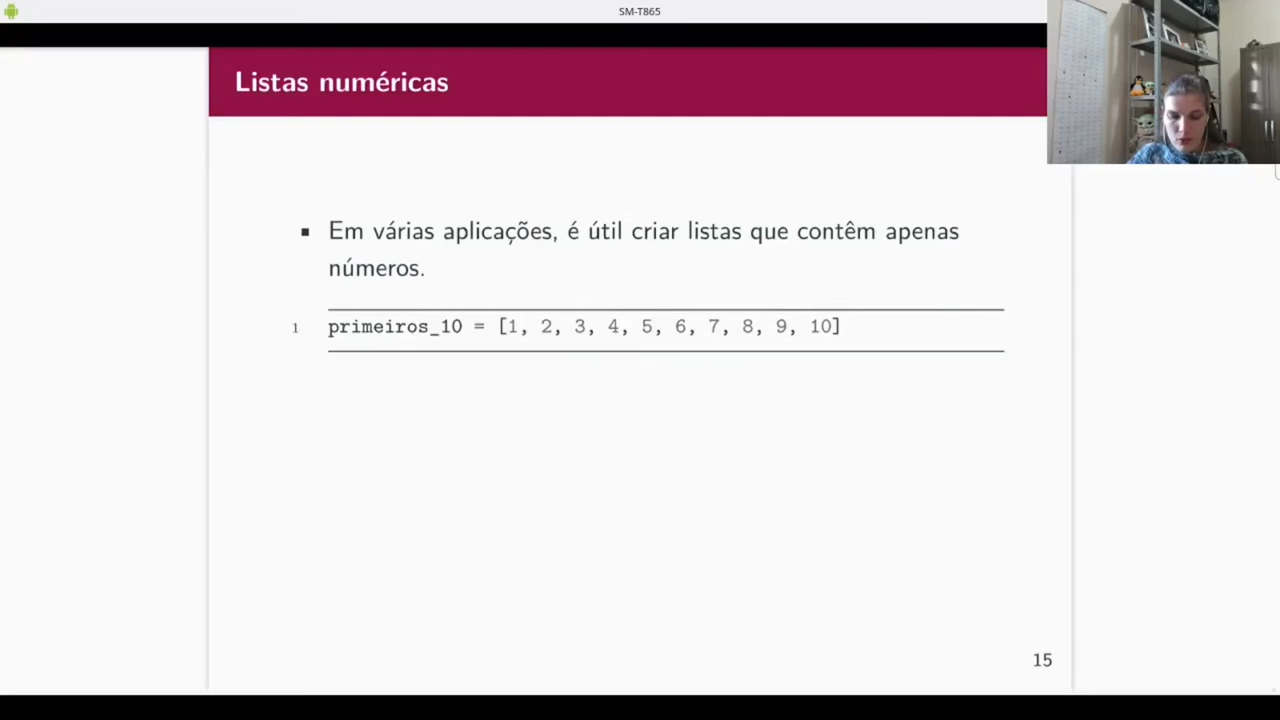 SM-T865
Listas numéricas
▪ Em várias aplicações, é útil criar listas que contêm apenas
números.
1 primeiros_10 = [1, 2, 3, 4, 5, 6, 7, 8, 9, 10]
15